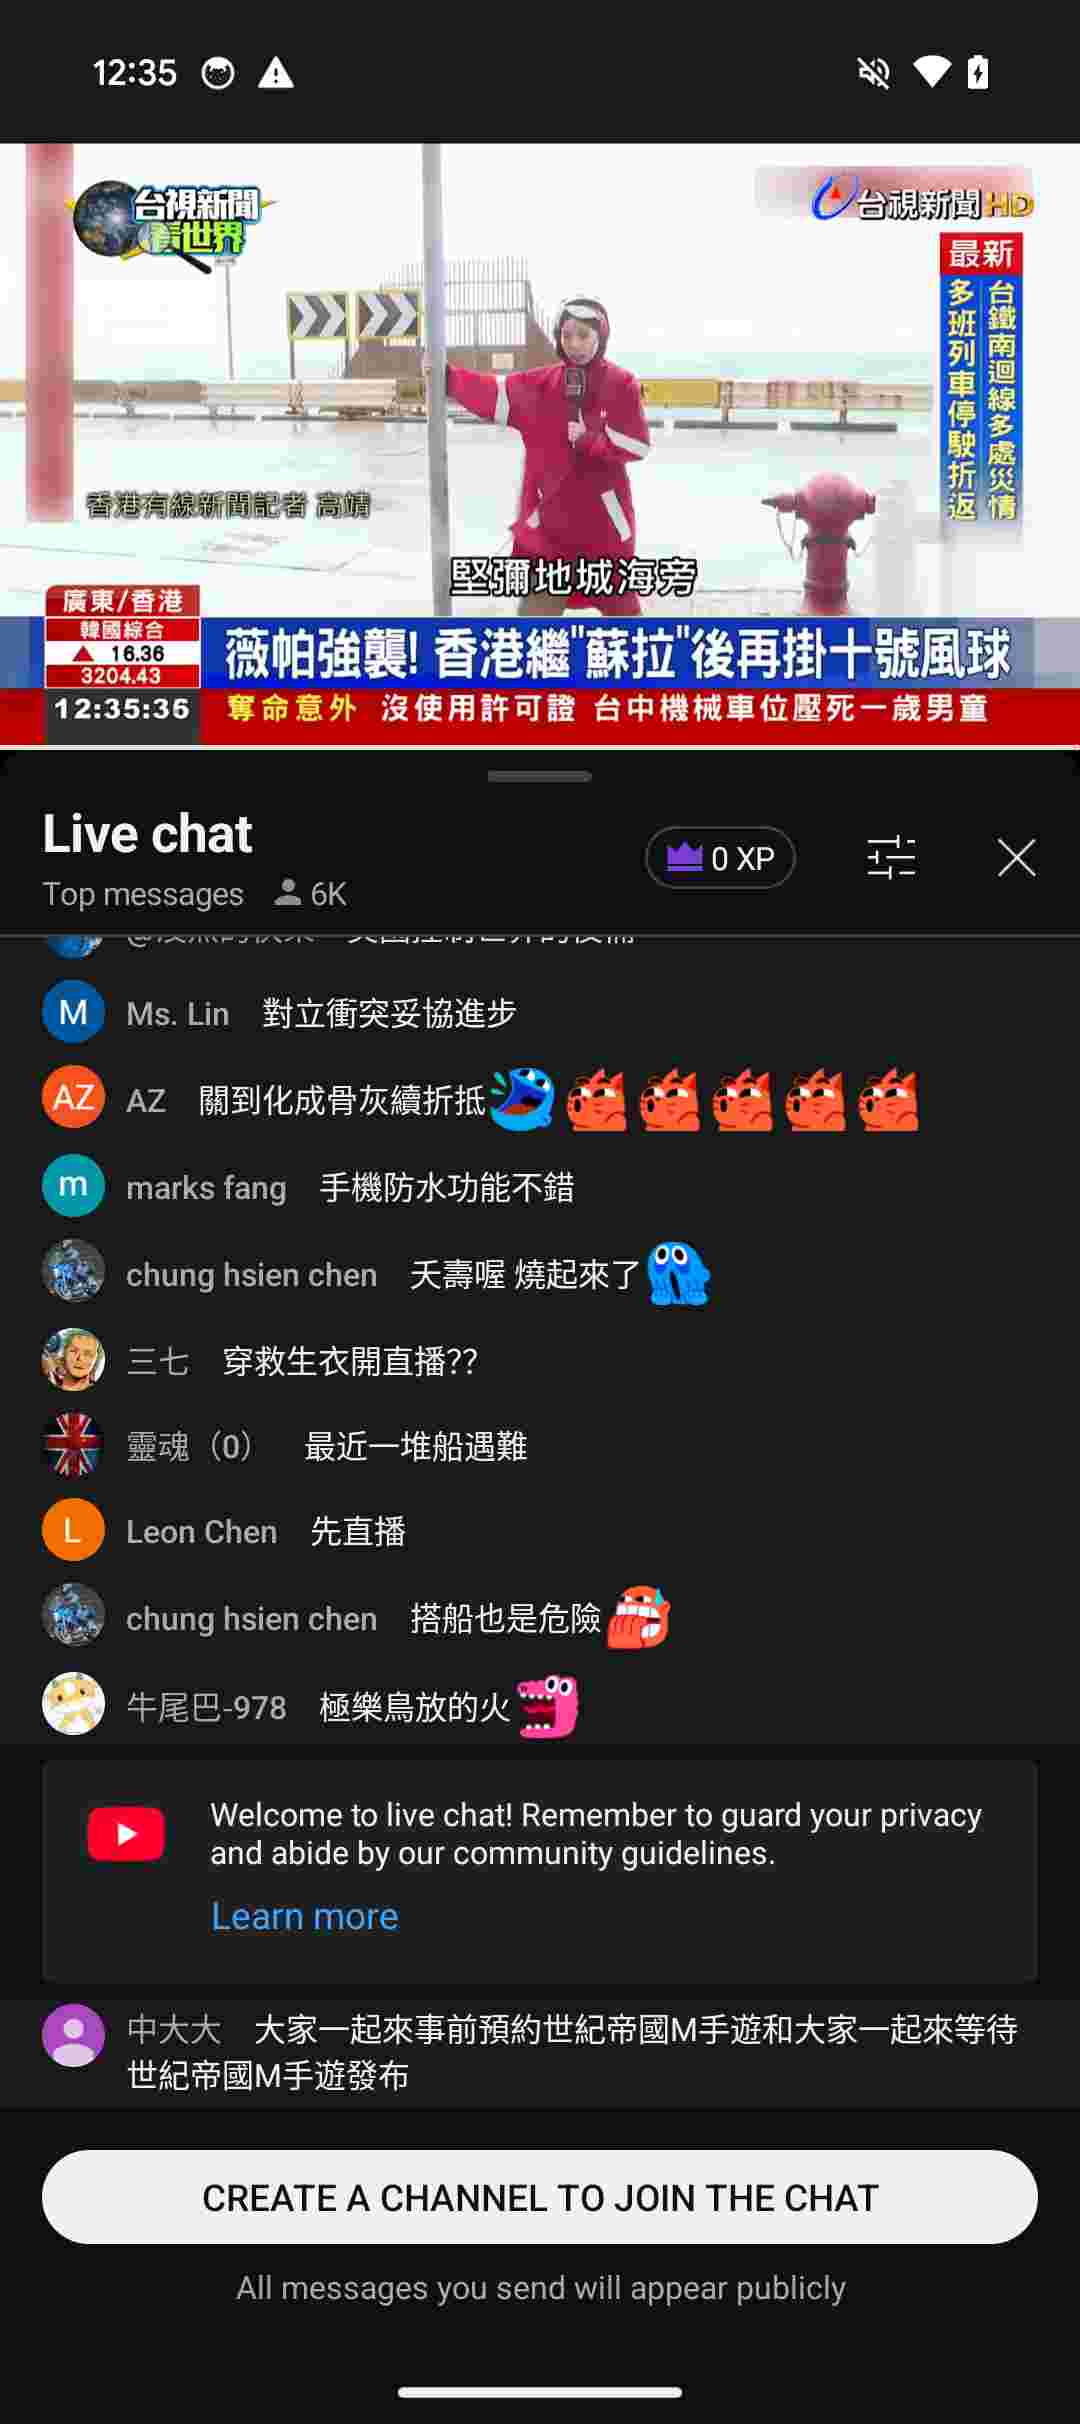 12:35
台視新聞
看世界
台視新聞HD
最新
台鐵南迴線多處災情
多班列車停駛折返
香港有線新聞記者 高靖
堅彌地城海旁
廣東/香港
韓國綜合
▲ 16.36
3204.43
12:35:36
薇帕強襲! 香港繼"蘇拉"後再掛十號風球
奪命意外 沒使用許可證 台中機械車位壓死一歲男童
Live chat
Top messages 6K
0 XP
Ms. Lin 對立衝突妥協進步
AZ AZ 關到化成骨灰續折抵
marks fang 手機防水功能不錯
chung hsien chen 夭壽喔 燒起來了
三七 穿救生衣開直播??
靈魂（0） 最近一堆船遇難
Leon Chen 先直播
chung hsien chen 搭船也是危險
牛尾巴-978 極樂鳥放的火
Welcome to live chat! Remember to guard your privacy
and abide by our community guidelines.
Learn more
中大大 大家一起來事前預約世紀帝國M手遊和大家一起來等待
世紀帝國M手遊發布
CREATE A CHANNEL TO JOIN THE CHAT
All messages you send will appear publicly